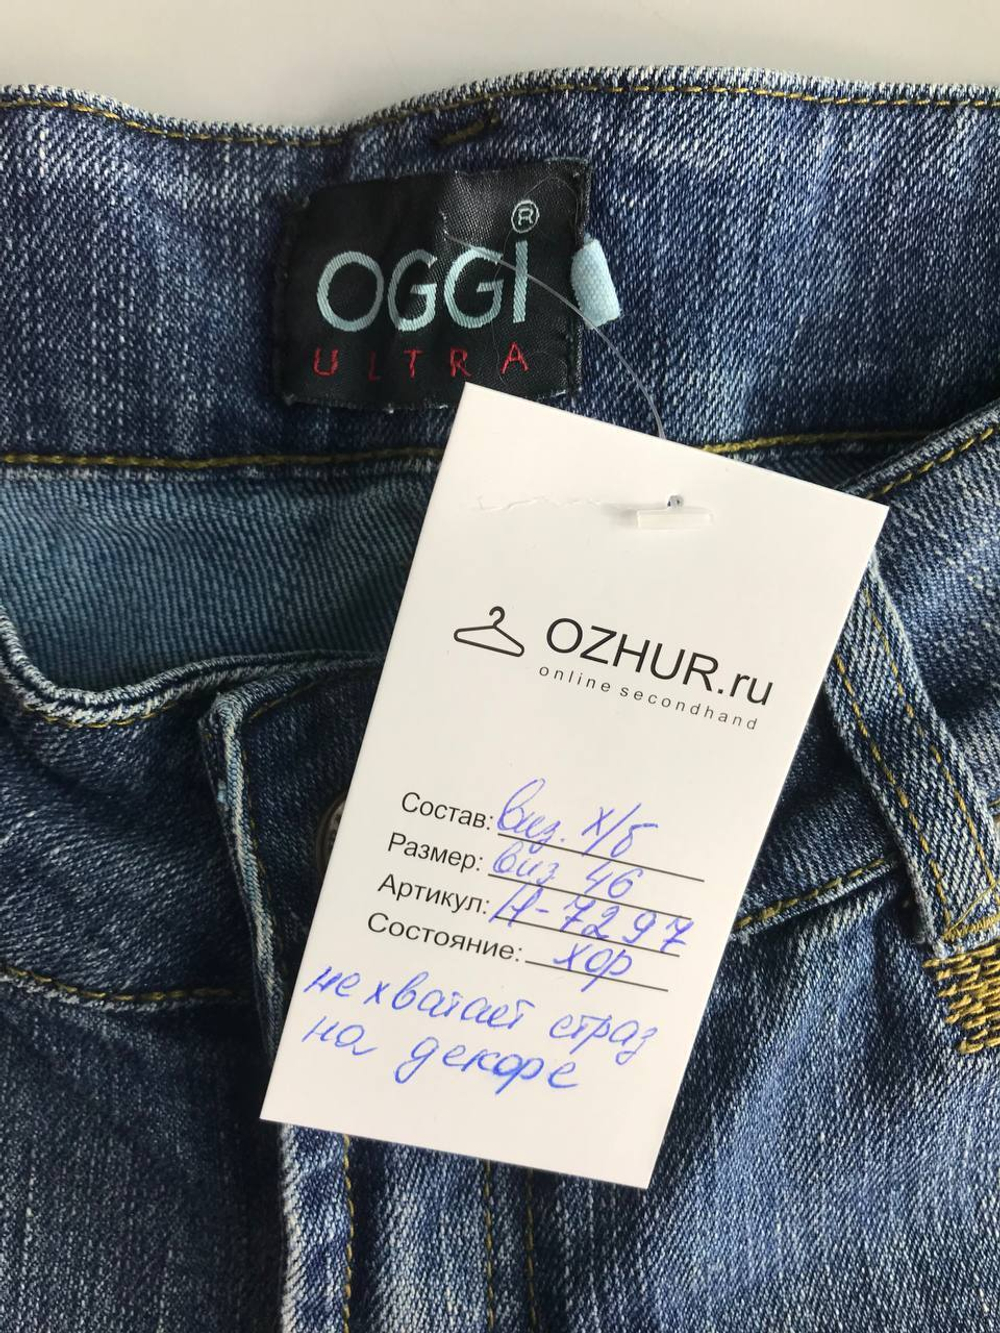 OGGI®
ULTRA
OZHUR.ru
online secondhand
Состав: виз. х/б
Размер: виз 46
Артикул: Н-7297
Состояние: хор
не хватает страз
на декоре